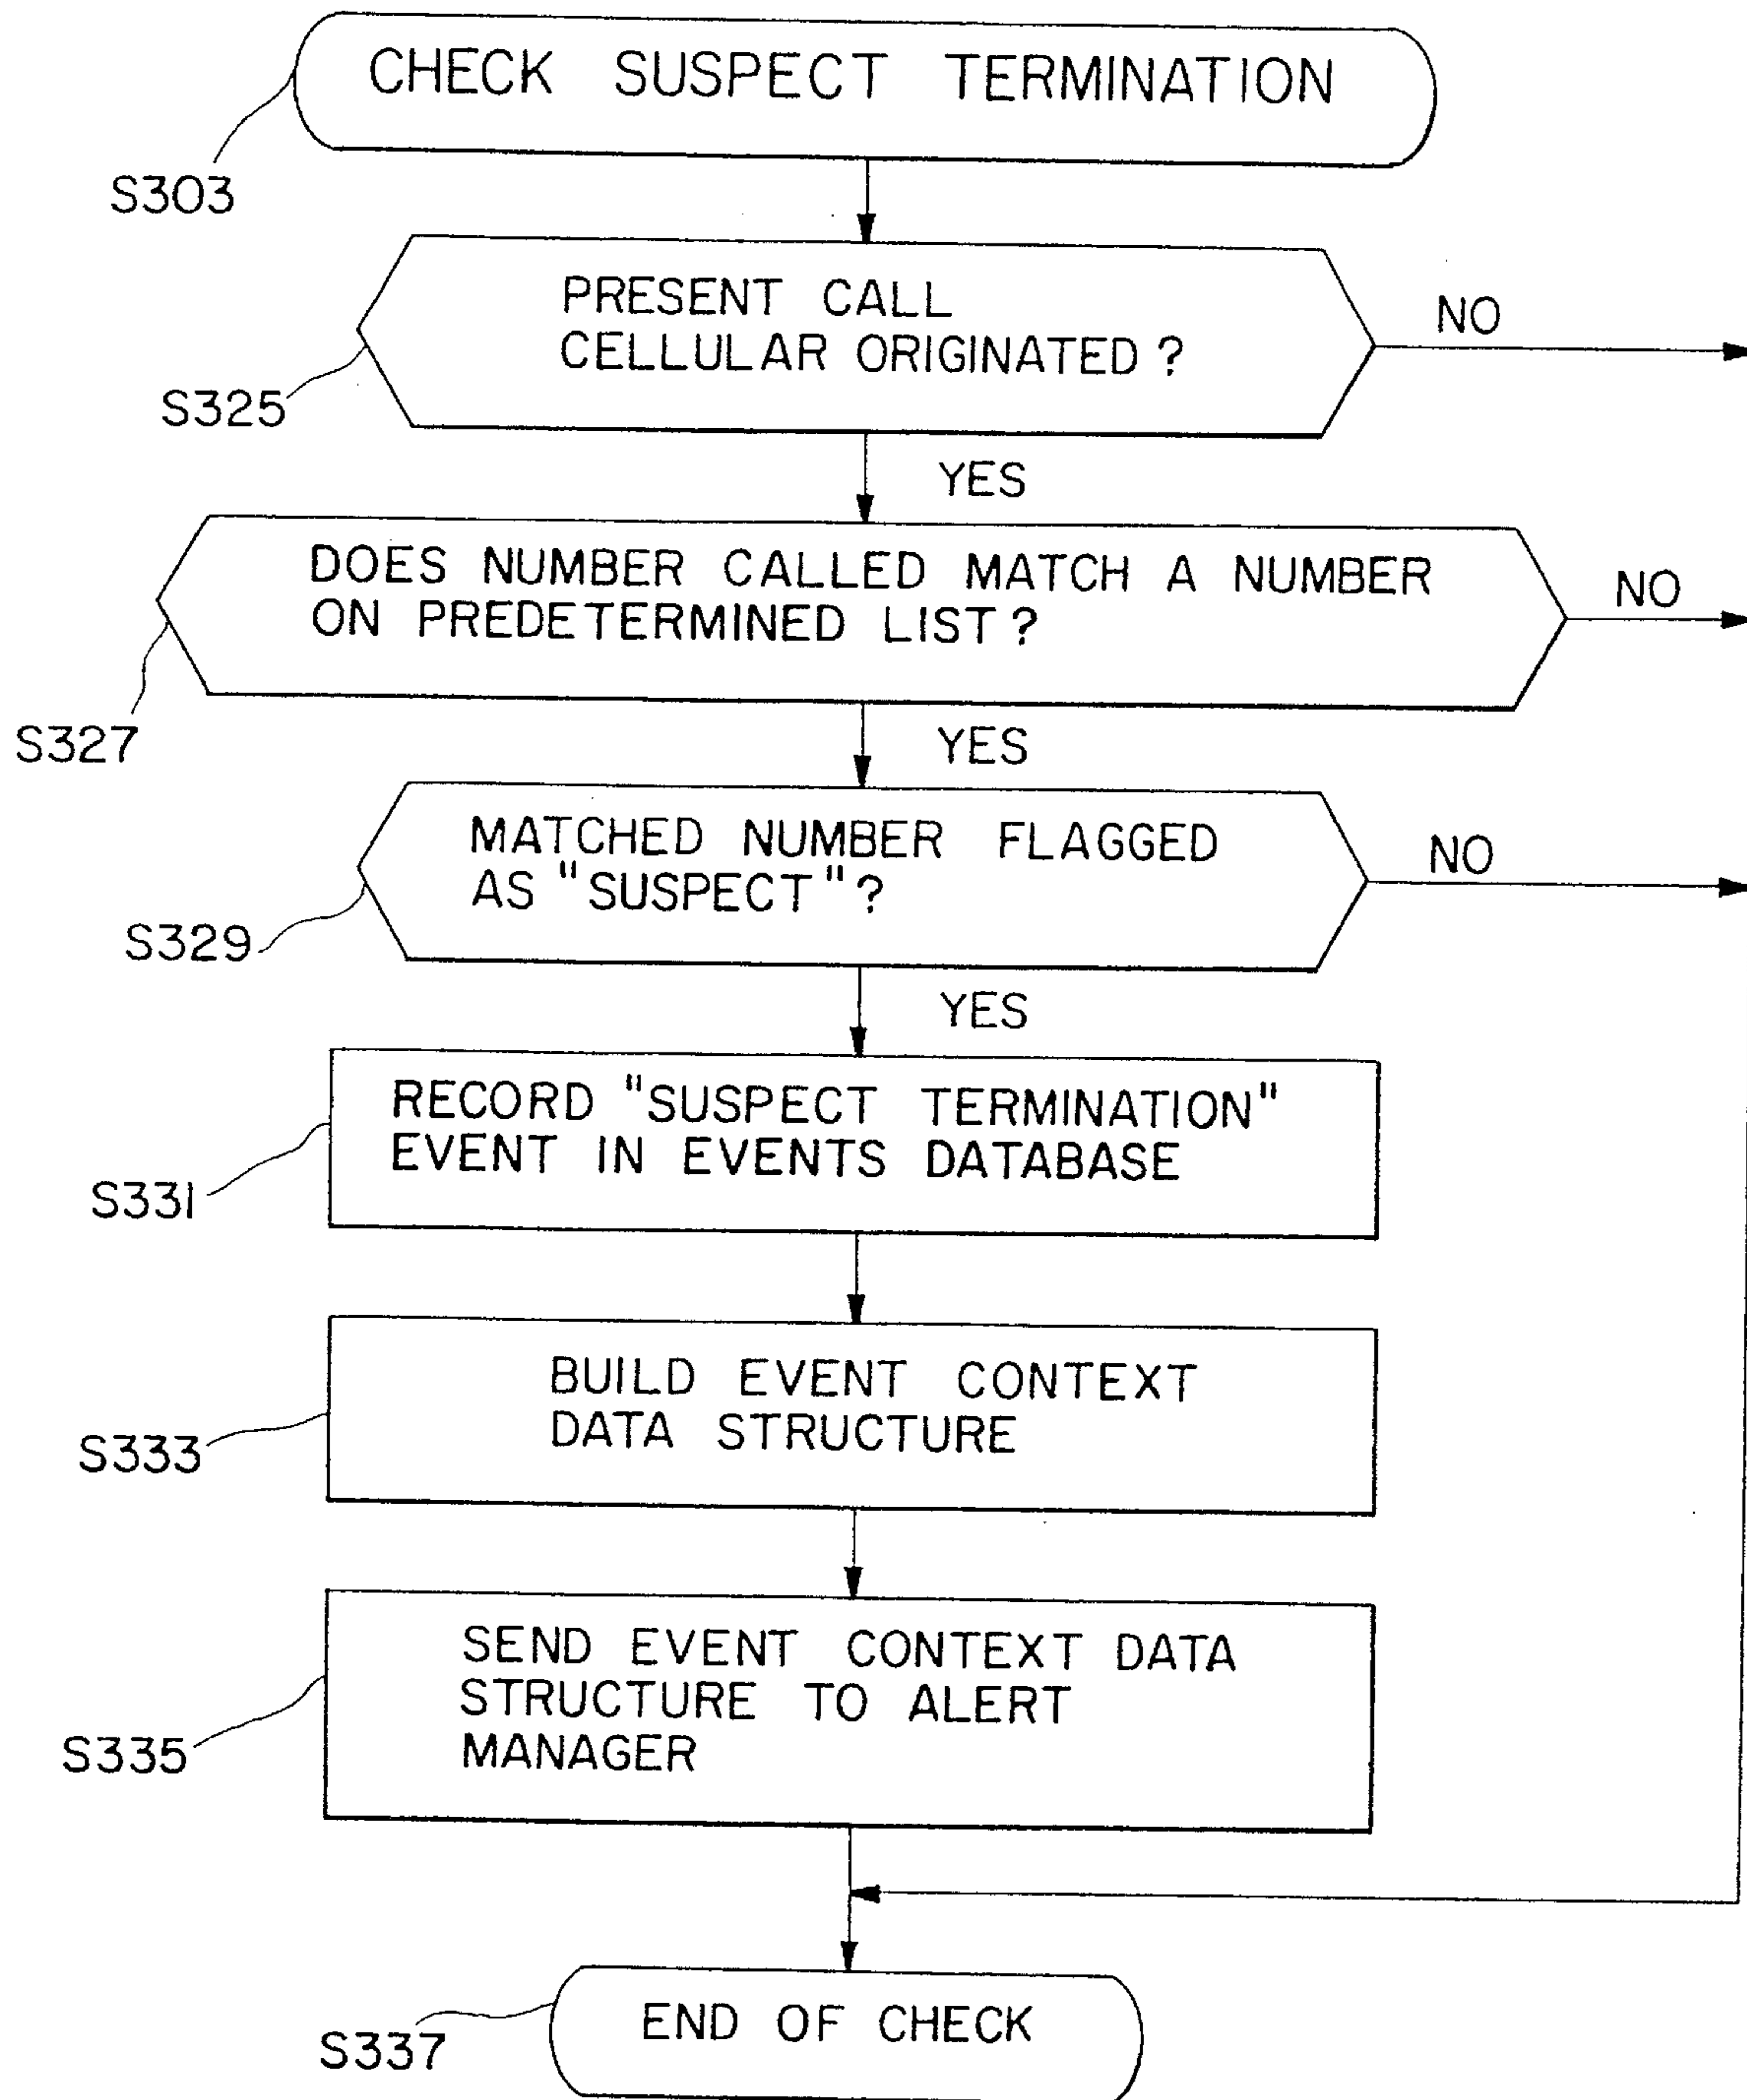 CHECK SUSPECT TERMINATION
S303
PRESENT CALL
CELLULAR ORIGINATED?
NO
S325
YES
DOES NUMBER CALLED MATCH A NUMBER
ON PREDETERMINED LIST?
NO
S327
YES
MATCHED NUMBER FLAGGED
AS "SUSPECT"?
NO
S329
YES
RECORD "SUSPECT TERMINATION"
EVENT IN EVENTS DATABASE
S331
BUILD EVENT CONTEXT
DATA STRUCTURE
S333
SEND EVENT CONTEXT DATA
STRUCTURE TO ALERT
MANAGER
S335
END OF CHECK
S337